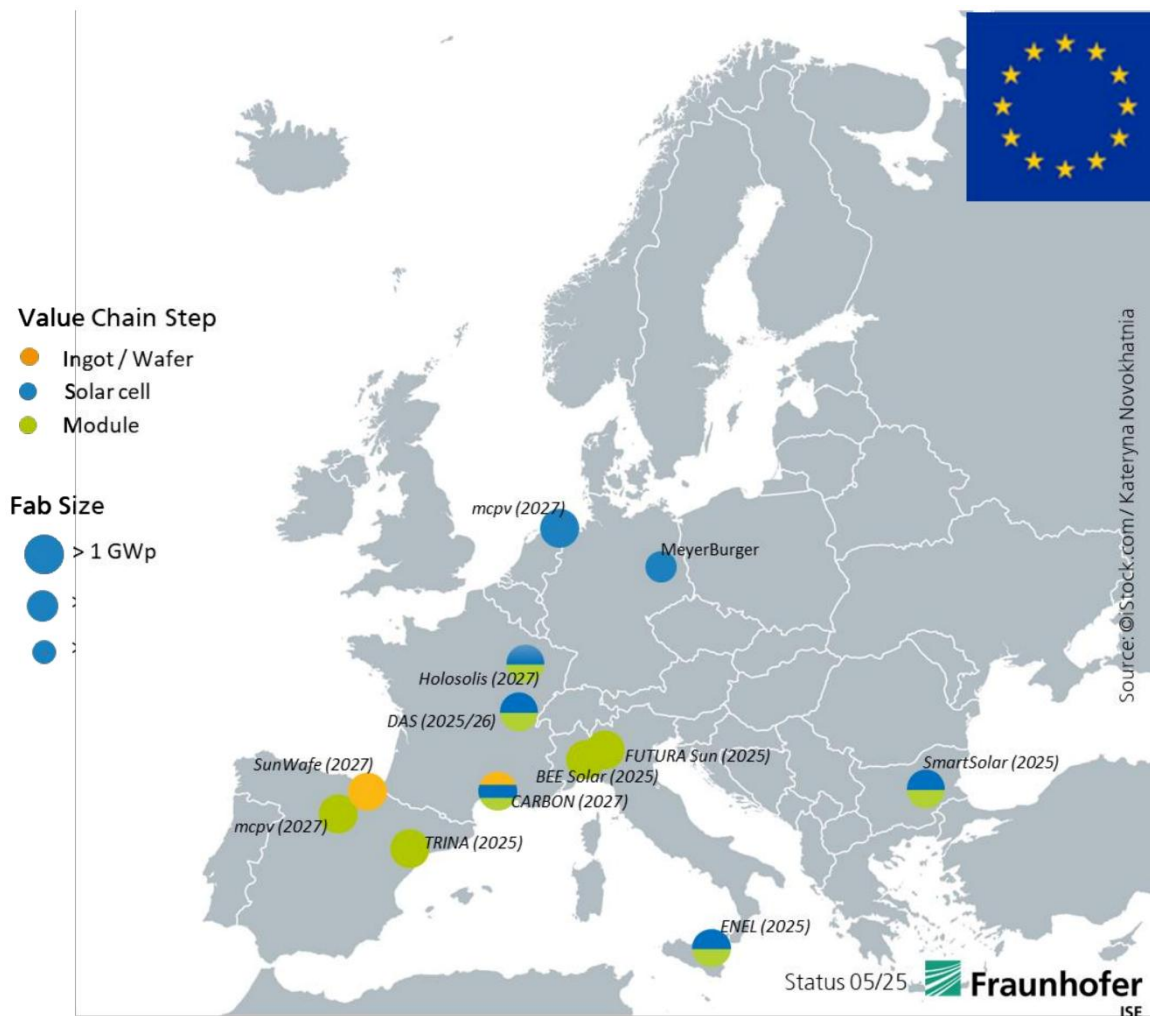 Value Chain Step
Ingot / Wafer
Solar cell
Module
Fab Size
> 1 GWp
>
>
mcpv (2027)
MeyerBurger
Holosolis (2027)
DAS (2025/26)
FUTURA Sun (2025)
BEE Solar (2025)
SunWafe (2027)
CARBON (2027)
SmartSolar (2025)
mcpv (2027)
TRINA (2025)
ENEL (2025)
Source: ©iStock.com / Kateryna Novokhatnia
Status 05/25
Fraunhofer
ISE